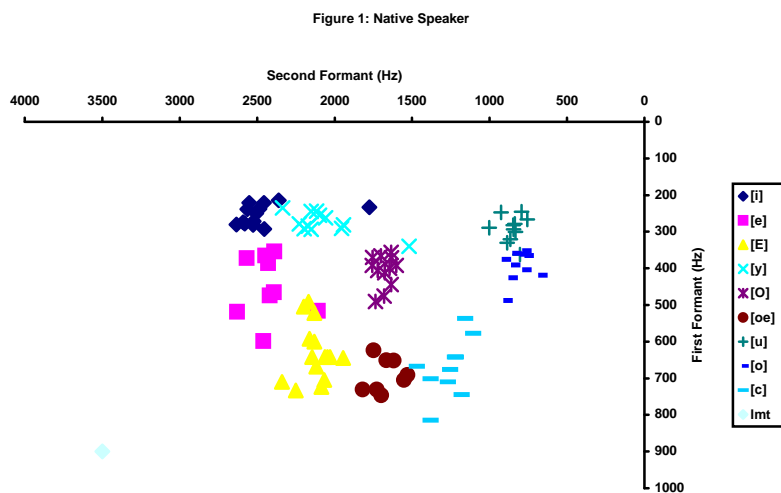 Figure 1: Native Speaker
Second Formant (Hz)
4000 3500 3000 2500 2000 1500 1000 500 0
0
100
200
300
400
500
600
700
800
900
1000
First Formant (Hz)
[i]
[e]
[E]
[y]
[O]
[oe]
[u]
[o]
[c]
lmt